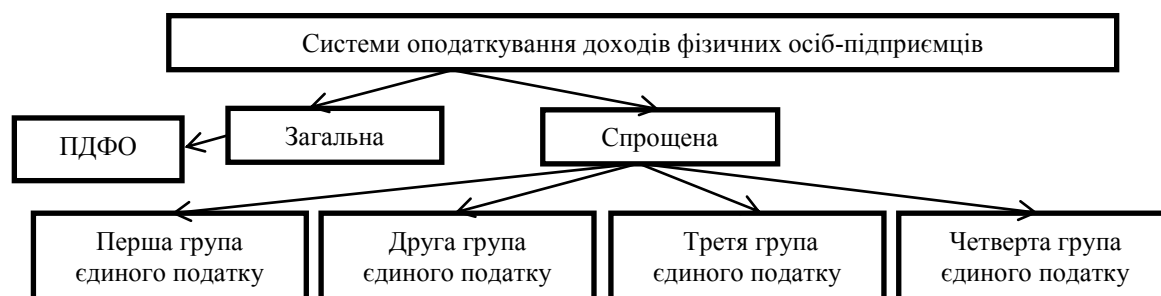 Системи оподаткування доходів фізичних осіб-підприємців
Загальна
Спрощена
ПДФО
Перша група
єдиного податку
Друга група
єдиного податку
Третя група
єдиного податку
Четверта група
єдиного податку